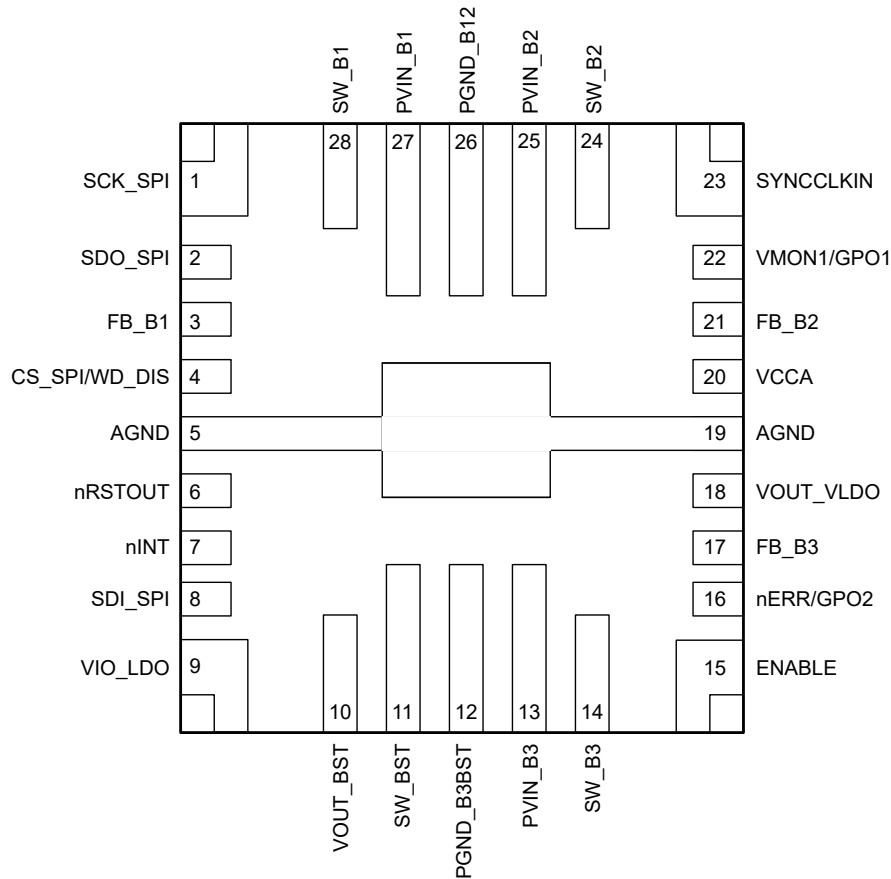 SW_B1
PVIN_B1
PGND_B12
PVIN_B2
SW_B2
28
27
26
25
24
SCK_SPI 1
23 SYNCCLKIN
SDO_SPI 2
22 VMON1/GPO1
FB_B1 3
21 FB_B2
CS_SPI/WD_DIS 4
20 VCCA
AGND 5
19 AGND
nRSTOUT 6
18 VOUT_VLDO
nINT 7
17 FB_B3
SDI_SPI 8
16 nERR/GPO2
VIO_LDO 9
15 ENABLE
10
11
12
13
14
VOUT_BST
SW_BST
PGND_B3BST
PVIN_B3
SW_B3